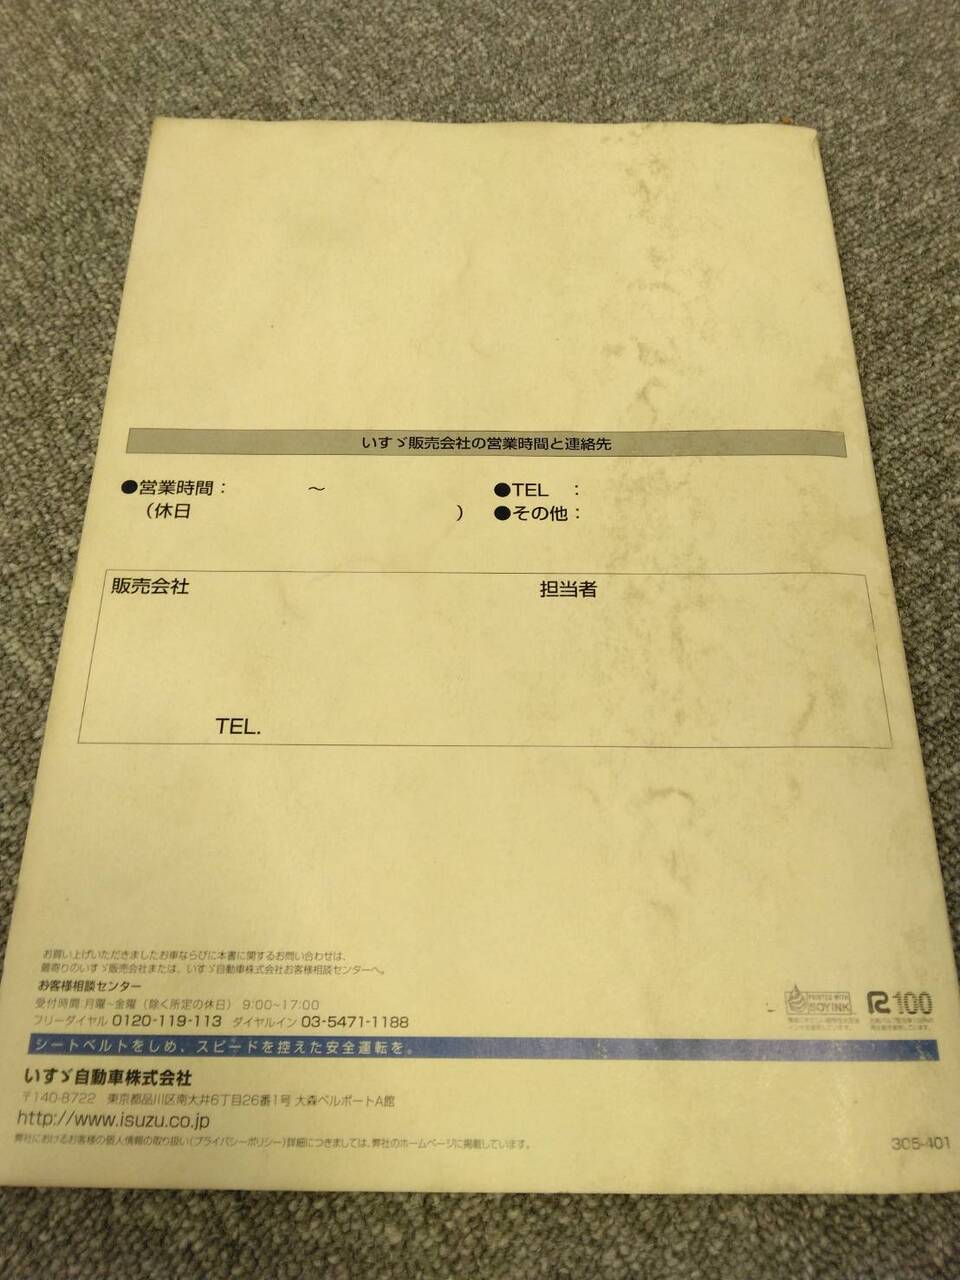 いすゞ販売会社の営業時間と連絡先
●営業時間： ～ ●TEL ：
（休日 ） ●その他：
販売会社 担当者
TEL.
お買い上げいただきましたお車ならびに本書に関するお問い合わせは、
最寄りのいすゞ販売会社または、いすゞ自動車株式会社お客様相談センターへ。
お客様相談センター
受付時間:月曜~金曜（除く所定の休日） 9:00~17:00
フリーダイヤル 0120-119-113 ダイヤルイン 03-5471-1188
PRINTED WITH
SOYINK
R100
シートベルトをしめ、スピードを控えた安全運転を。
いすゞ自動車株式会社
〒140-8722 東京都品川区南大井6丁目26番1号 大森ベルポートA館
http://www.isuzu.co.jp
弊社におけるお客様の個人情報の取り扱い(プライバシーポリシー)詳細につきましては、弊社のホームページに掲載しています。
305-401